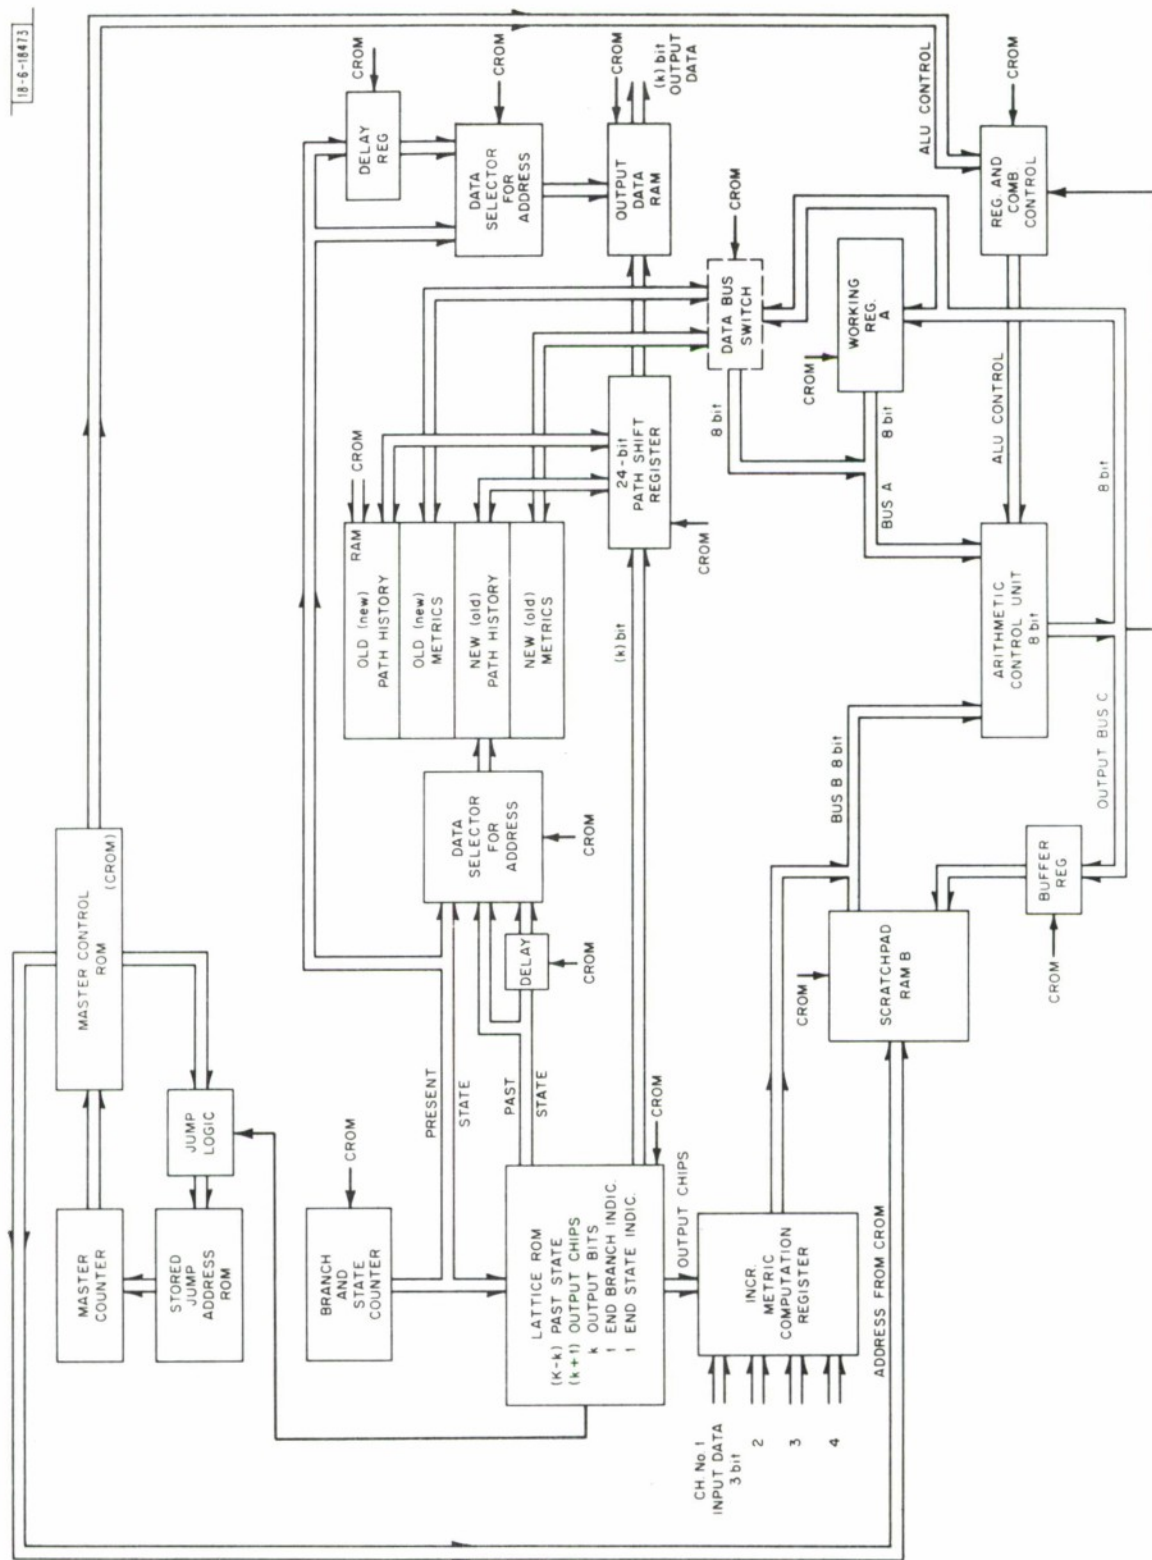 18-6-18473
MASTER COUNTER
MASTER CONTROL
ROM
(CROM)
STORED
JUMP
ADDRESS
ROM
JUMP
LOGIC
BRANCH
AND
STATE
COUNTER
CROM
PRESENT
STATE
PAST
STATE
DELAY
CROM
DATA
SELECTOR
FOR
ADDRESS
CROM
RAM
CROM
OLD (new)
PATH HISTORY
OLD (new)
METRICS
NEW (old)
PATH HISTORY
NEW (old)
METRICS
DELAY
REG
CROM
DATA
SELECTOR
FOR
ADDRESS
CROM
OUTPUT
DATA
RAM
CROM
(k) bit
OUTPUT
DATA
LATTICE ROM
(K-k) PAST STATE
(k+1) OUTPUT CHIPS
k OUTPUT BITS
1 END BRANCH INDIC.
1 END STATE INDIC.
CROM
(k) bit
24-bit
PATH SHIFT
REGISTER
CROM
DATA BUS
SWITCH
CROM
OUTPUT CHIPS
INCR.
METRIC
COMPUTATION
REGISTER
CH. No. 1
INPUT DATA
3 bit
2
3
4
8 bit
WORKING
REG.
A
CROM
8 bit
BUS A
BUS B 8 bit
SCRATCHPAD
RAM B
CROM
ADDRESS FROM CROM
BUFFER
REG
CROM
ARITHMETIC
CONTROL UNIT
8 bit
ALU CONTROL
REG. AND
COMB
CONTROL
CROM
ALU CONTROL
OUTPUT BUS C
8 bit